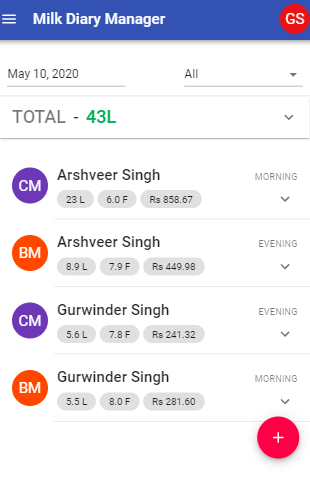 Milk Diary Manager GS
May 10, 2020 All
TOTAL - 43L
CM Arshveer Singh MORNING
23 L 6.0 F Rs 858.67
BM Arshveer Singh EVENING
8.9 L 7.9 F Rs 449.98
CM Gurwinder Singh EVENING
5.6 L 7.8 F Rs 241.32
BM Gurwinder Singh MORNING
5.5 L 8.0 F Rs 281.60
+